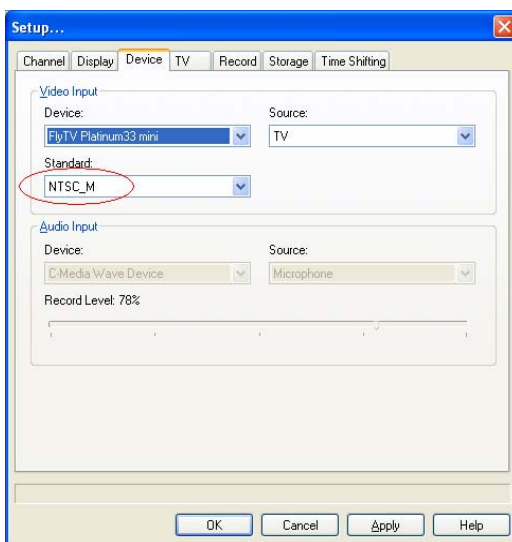 Setup...
Channel Display Device TV Record Storage Time Shifting
Video Input
Device: Source:
FlyTV Platinum33 mini TV
Standard:
NTSC_M
Audio Input
Device: Source:
C-Media Wave Device Microphone
Record Level: 78%
OK Cancel Apply Help